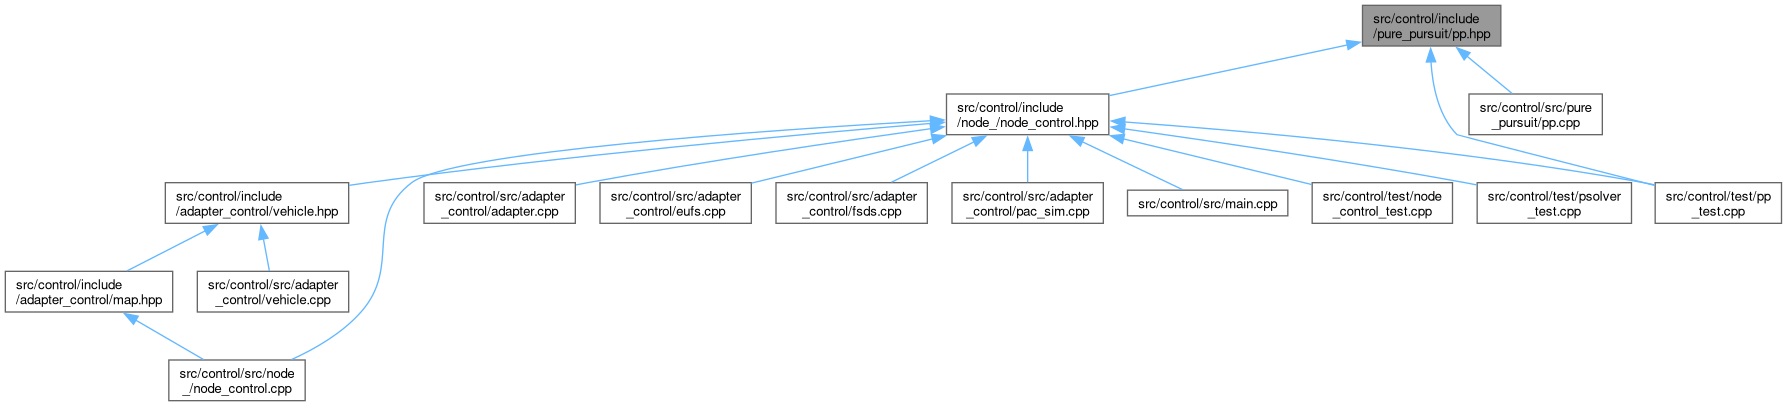 src/control/include
/pure_pursuit/pp.hpp
src/control/include
/node_/node_control.hpp
src/control/src/pure
_pursuit/pp.cpp
src/control/include
/adapter_control/vehicle.hpp
src/control/src/adapter
_control/adapter.cpp
src/control/src/adapter
_control/eufs.cpp
src/control/src/adapter
_control/fsds.cpp
src/control/src/adapter
_control/pac_sim.cpp
src/control/src/main.cpp
src/control/test/node
_control_test.cpp
src/control/test/psolver
_test.cpp
src/control/test/pp
_test.cpp
src/control/include
/adapter_control/map.hpp
src/control/src/adapter
_control/vehicle.cpp
src/control/src/node
_/node_control.cpp